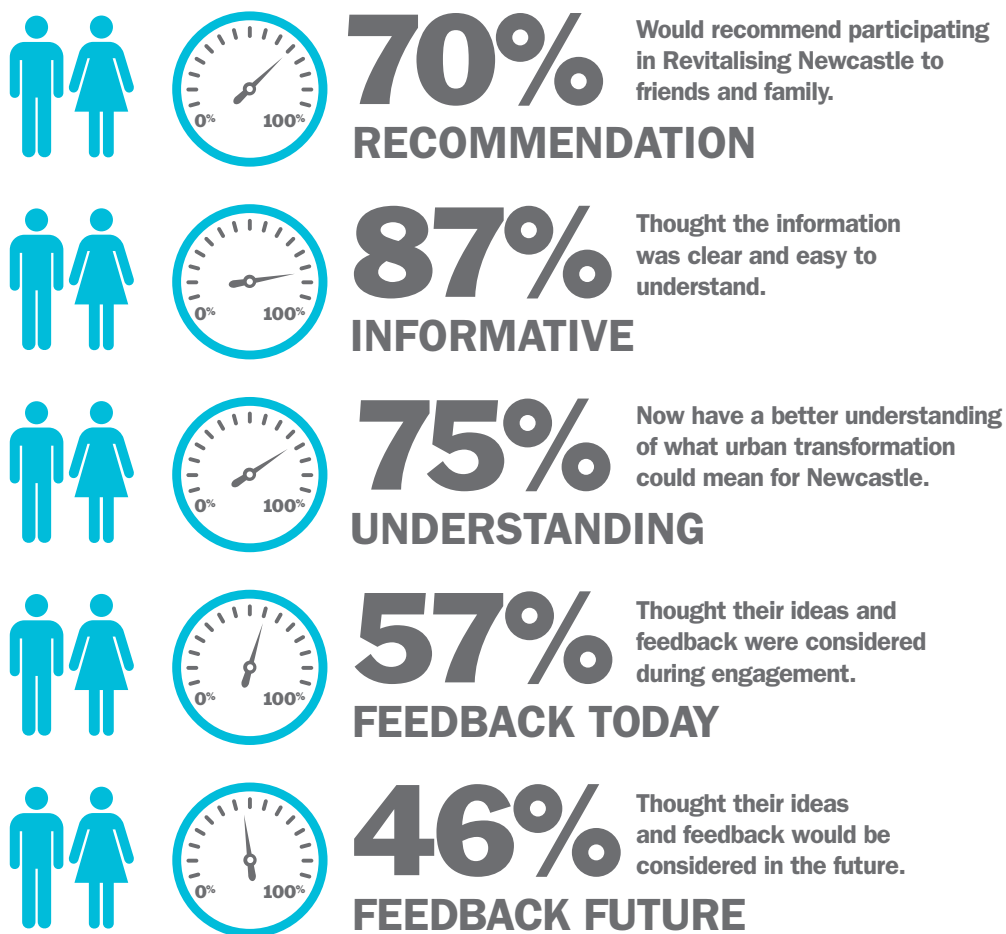 70%
Would recommend participating
in Revitalising Newcastle to
friends and family.
0% 100%
RECOMMENDATION
87%
Thought the information
was clear and easy to
understand.
0% 100%
INFORMATIVE
75%
Now have a better understanding
of what urban transformation
could mean for Newcastle.
0% 100%
UNDERSTANDING
57%
Thought their ideas and
feedback were considered
during engagement.
0% 100%
FEEDBACK TODAY
46%
Thought their ideas
and feedback would be
considered in the future.
0% 100%
FEEDBACK FUTURE